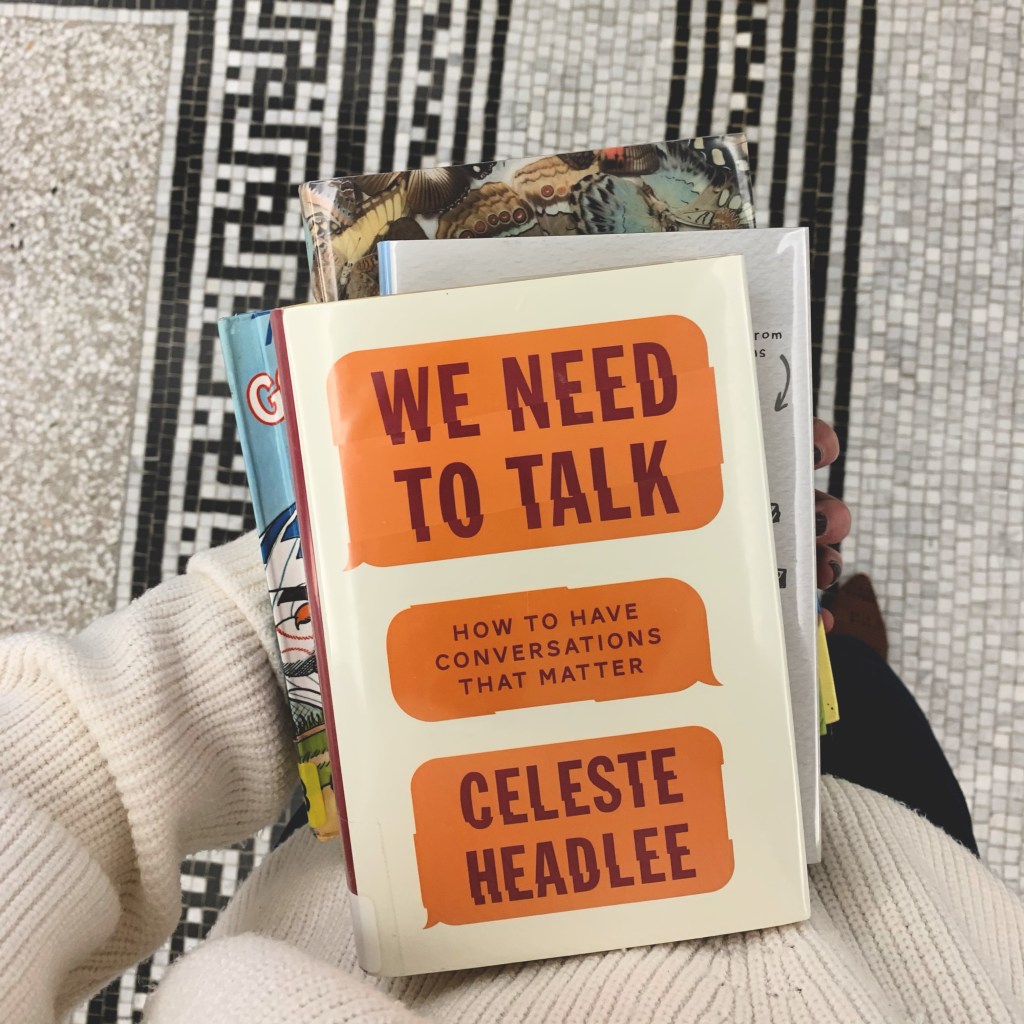 WE NEED
TO TALK
HOW TO HAVE
CONVERSATIONS
THAT MATTER
CELESTE
HEADLEE